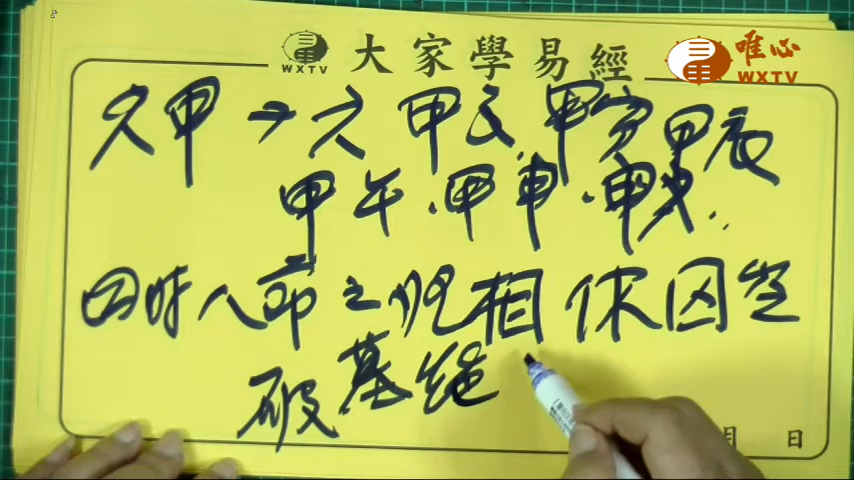 大家學易經
WXTV
唯心
WXTV
六甲→六甲子.甲寅.甲辰
甲午.甲申.甲戌..
四時八節之旺相休囚空
破墓絕
月 日